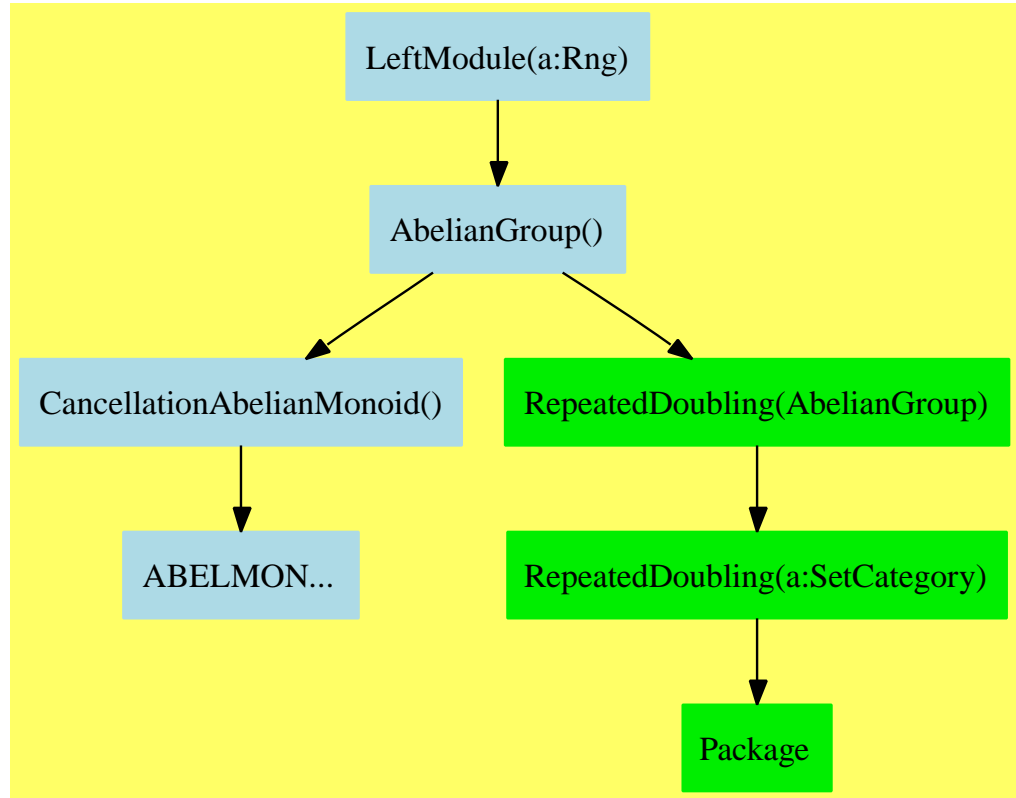 LeftModule(a:Rng)
AbelianGroup()
CancellationAbelianMonoid()
RepeatedDoubling(AbelianGroup)
ABELMON...
RepeatedDoubling(a:SetCategory)
Package